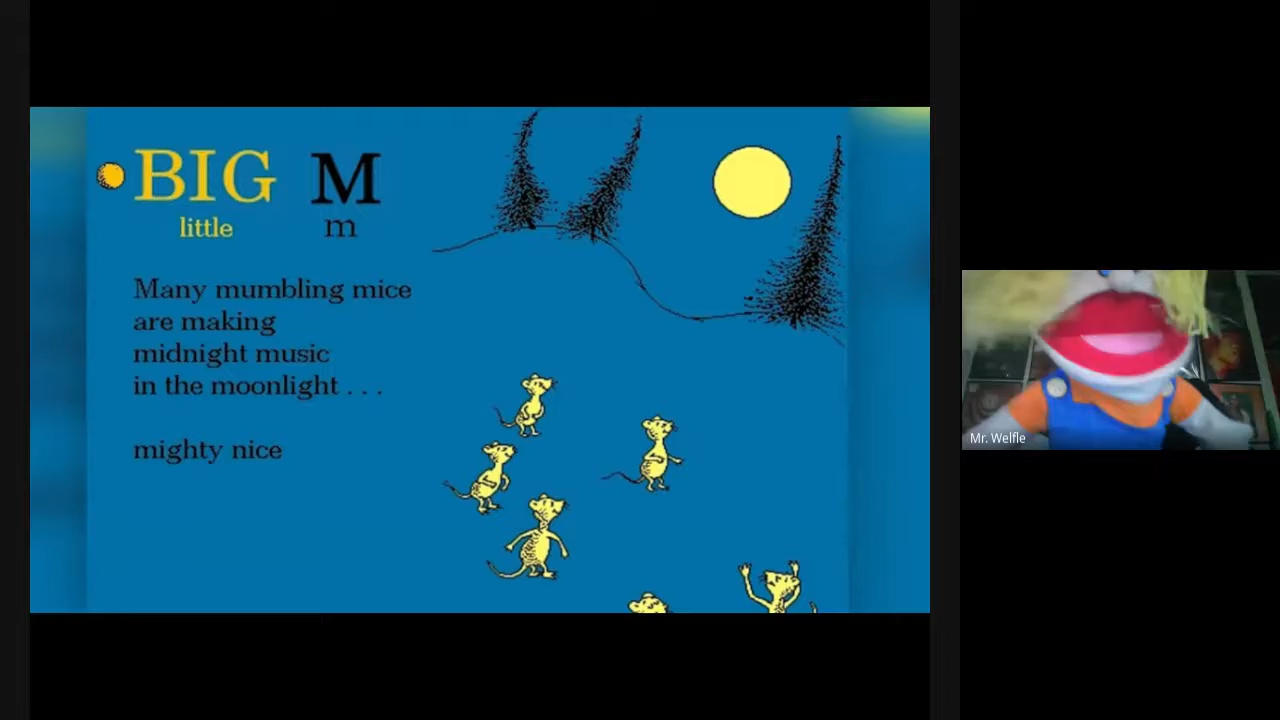 BIG M
little m
Many mumbling mice
are making
midnight music
in the moonlight . . .
mighty nice
Mr. Welfle